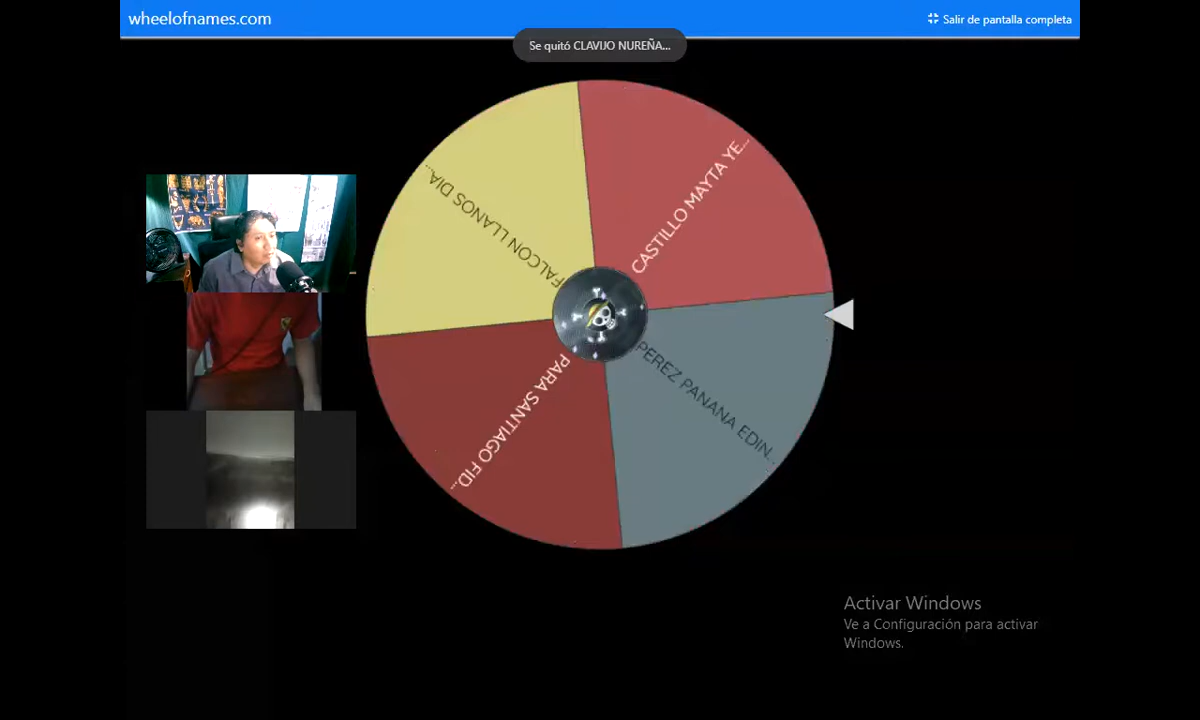 wheelofnames.com
Salir de pantalla completa
Se quitó CLAVIJO NUREÑA...
FALCON LLANOS DIA...
CASTILLO MAYTA YE...
PARA SANTIAGO FID...
PEREZ PANANA EDIN...
Activar Windows
Ve a Configuración para activar
Windows.